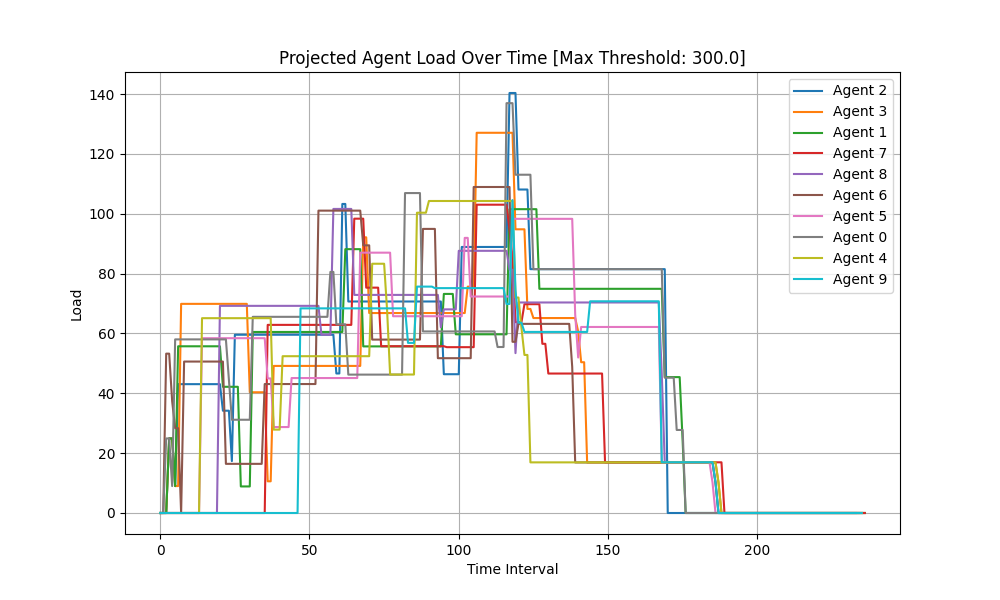 Projected Agent Load Over Time [Max Threshold: 300.0]
Load
140
120
100
80
60
40
20
0
0 50 100 150 200
Time Interval
Agent 2
Agent 3
Agent 1
Agent 7
Agent 8
Agent 6
Agent 5
Agent 0
Agent 4
Agent 9